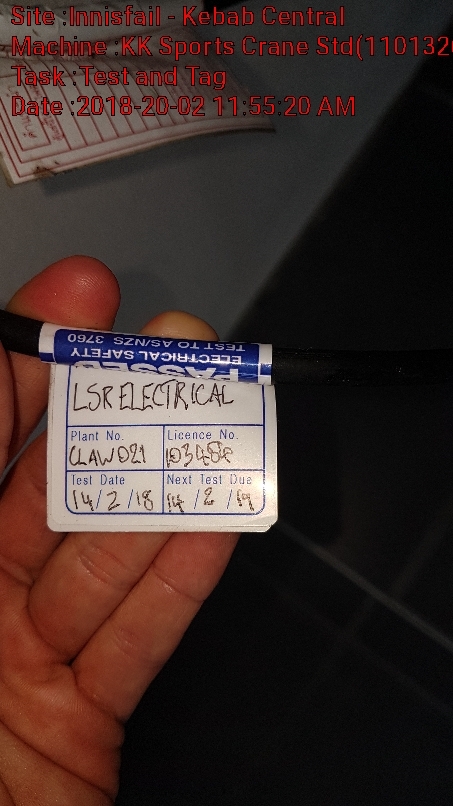 Site :Innisfail - Kebab Central
Machine :KK Sports Crane Std(1101326
Task :Test and Tag
Date :2018-20-02 11:55:20 AM
TEST TO AS/NZS 3760
ELECTRICAL SAFETY
PASSED
LSR ELECTRICAL
Plant No. Licence No.
CLAW021
Test Date Next Test Due
14/2/18 14/2/19